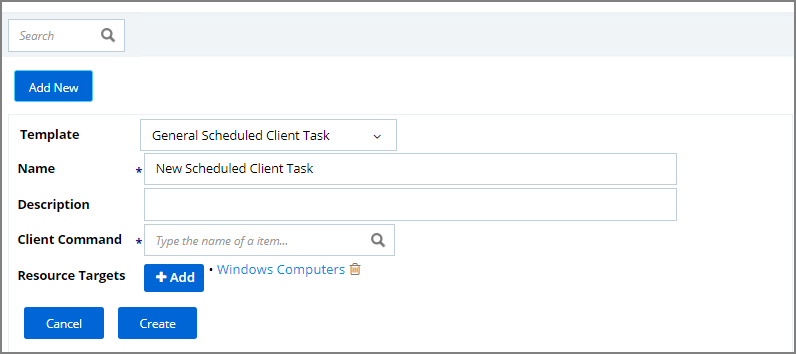 Search
Add New
Template General Scheduled Client Task
Name * New Scheduled Client Task
Description
Client Command * Type the name of a item...
Resource Targets + Add • Windows Computers
Cancel Create